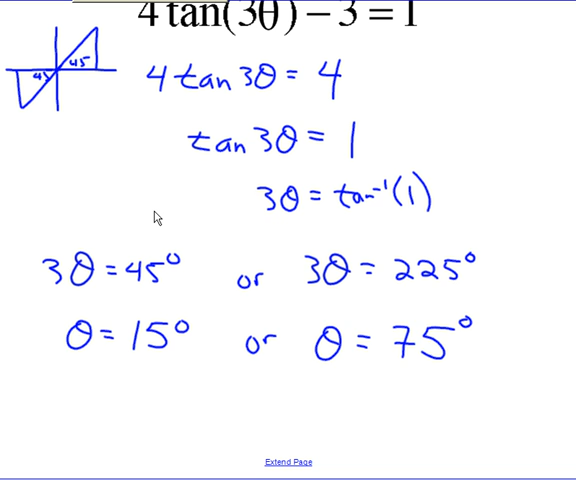 4 tan(3θ) − 3 = 1
45
45
4 tan 3θ = 4
tan 3θ = 1
3θ = tan⁻¹(1)
3θ = 45° or 3θ = 225°
θ = 15° or θ = 75°
Extend Page